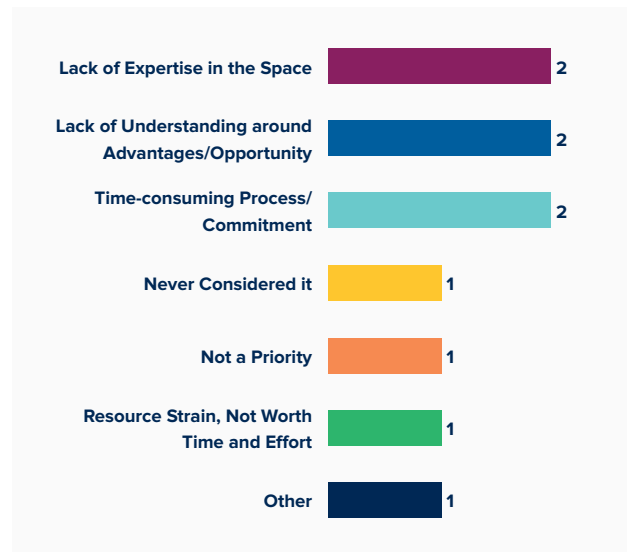 Lack of Expertise in the Space 2
Lack of Understanding around
Advantages/Opportunity 2
Time-consuming Process/
Commitment 2
Never Considered it 1
Not a Priority 1
Resource Strain, Not Worth
Time and Effort 1
Other 1